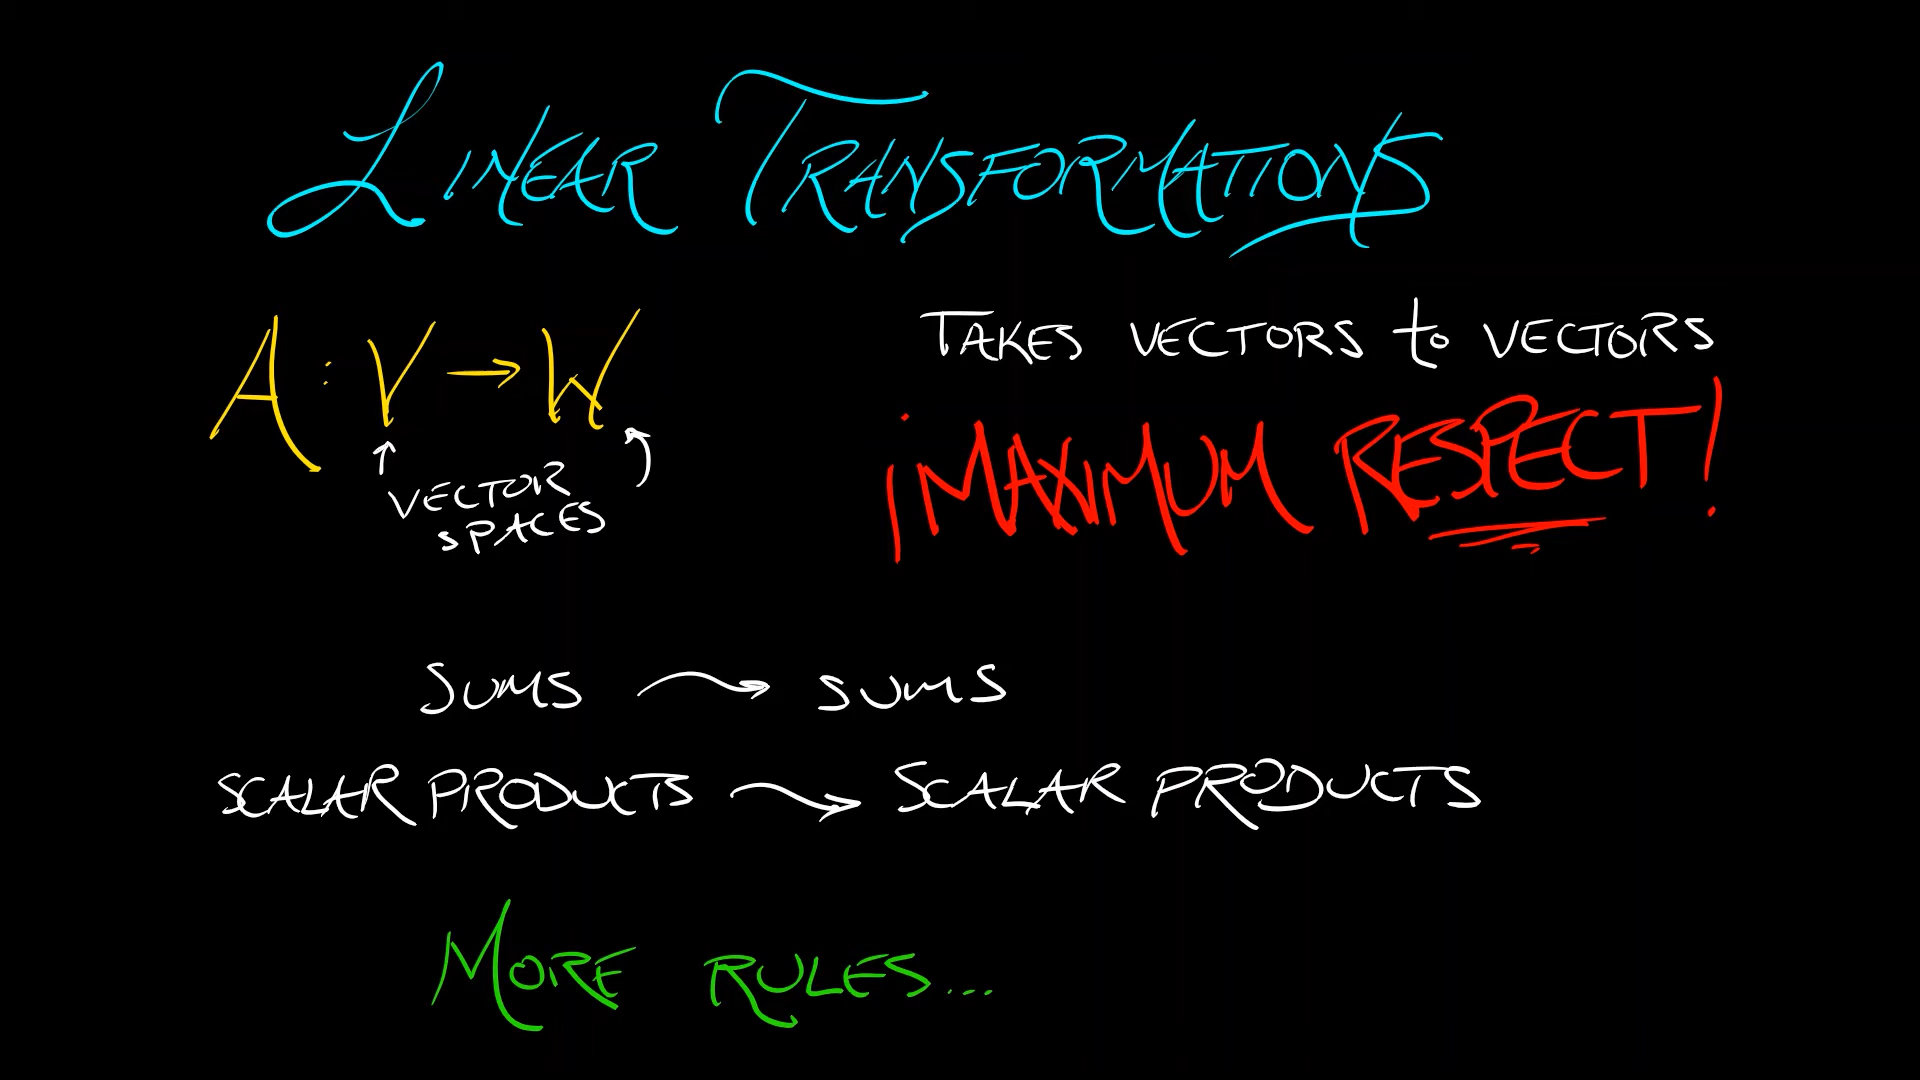 LINEAR TRANSFORMATIONS
A : V → W
VECTOR
SPACES
TAKES VECTORS to VECTORS
¡MAXIMUM RESPECT!
SUMS → SUMS
SCALAR PRODUCTS → SCALAR PRODUCTS
MORE RULES...